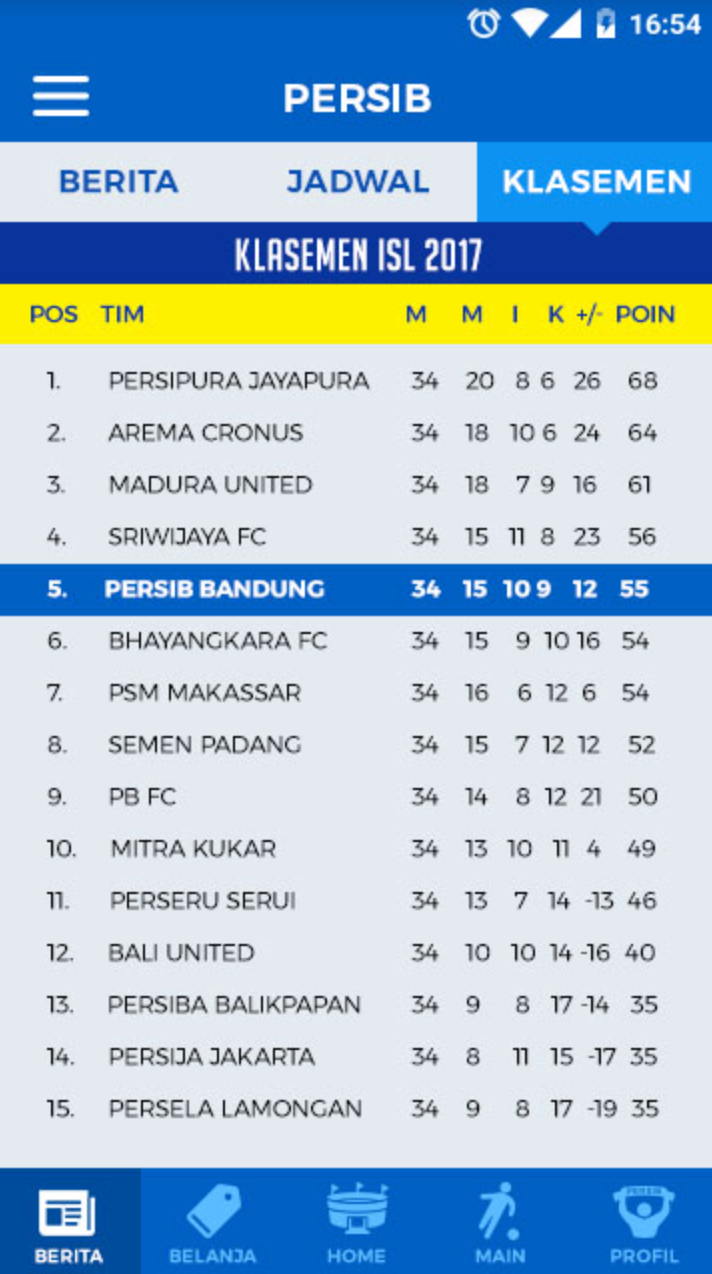 16:54
PERSIB
BERITA JADWAL KLASEMEN
KLASEMEN ISL 2017
POS TIM M M I K +/- POIN
1. PERSIPURA JAYAPURA 34 20 8 6 26 68
2. AREMA CRONUS 34 18 10 6 24 64
3. MADURA UNITED 34 18 7 9 16 61
4. SRIWIJAYA FC 34 15 11 8 23 56
5. PERSIB BANDUNG 34 15 10 9 12 55
6. BHAYANGKARA FC 34 15 9 10 16 54
7. PSM MAKASSAR 34 16 6 12 6 54
8. SEMEN PADANG 34 15 7 12 12 52
9. PB FC 34 14 8 12 21 50
10. MITRA KUKAR 34 13 10 11 4 49
11. PERSERU SERUI 34 13 7 14 -13 46
12. BALI UNITED 34 10 10 14 -16 40
13. PERSIBA BALIKPAPAN 34 9 8 17 -14 35
14. PERSIJA JAKARTA 34 8 11 15 -17 35
15. PERSELA LAMONGAN 34 9 8 17 -19 35
BERITA BELANJA HOME MAIN PROFIL